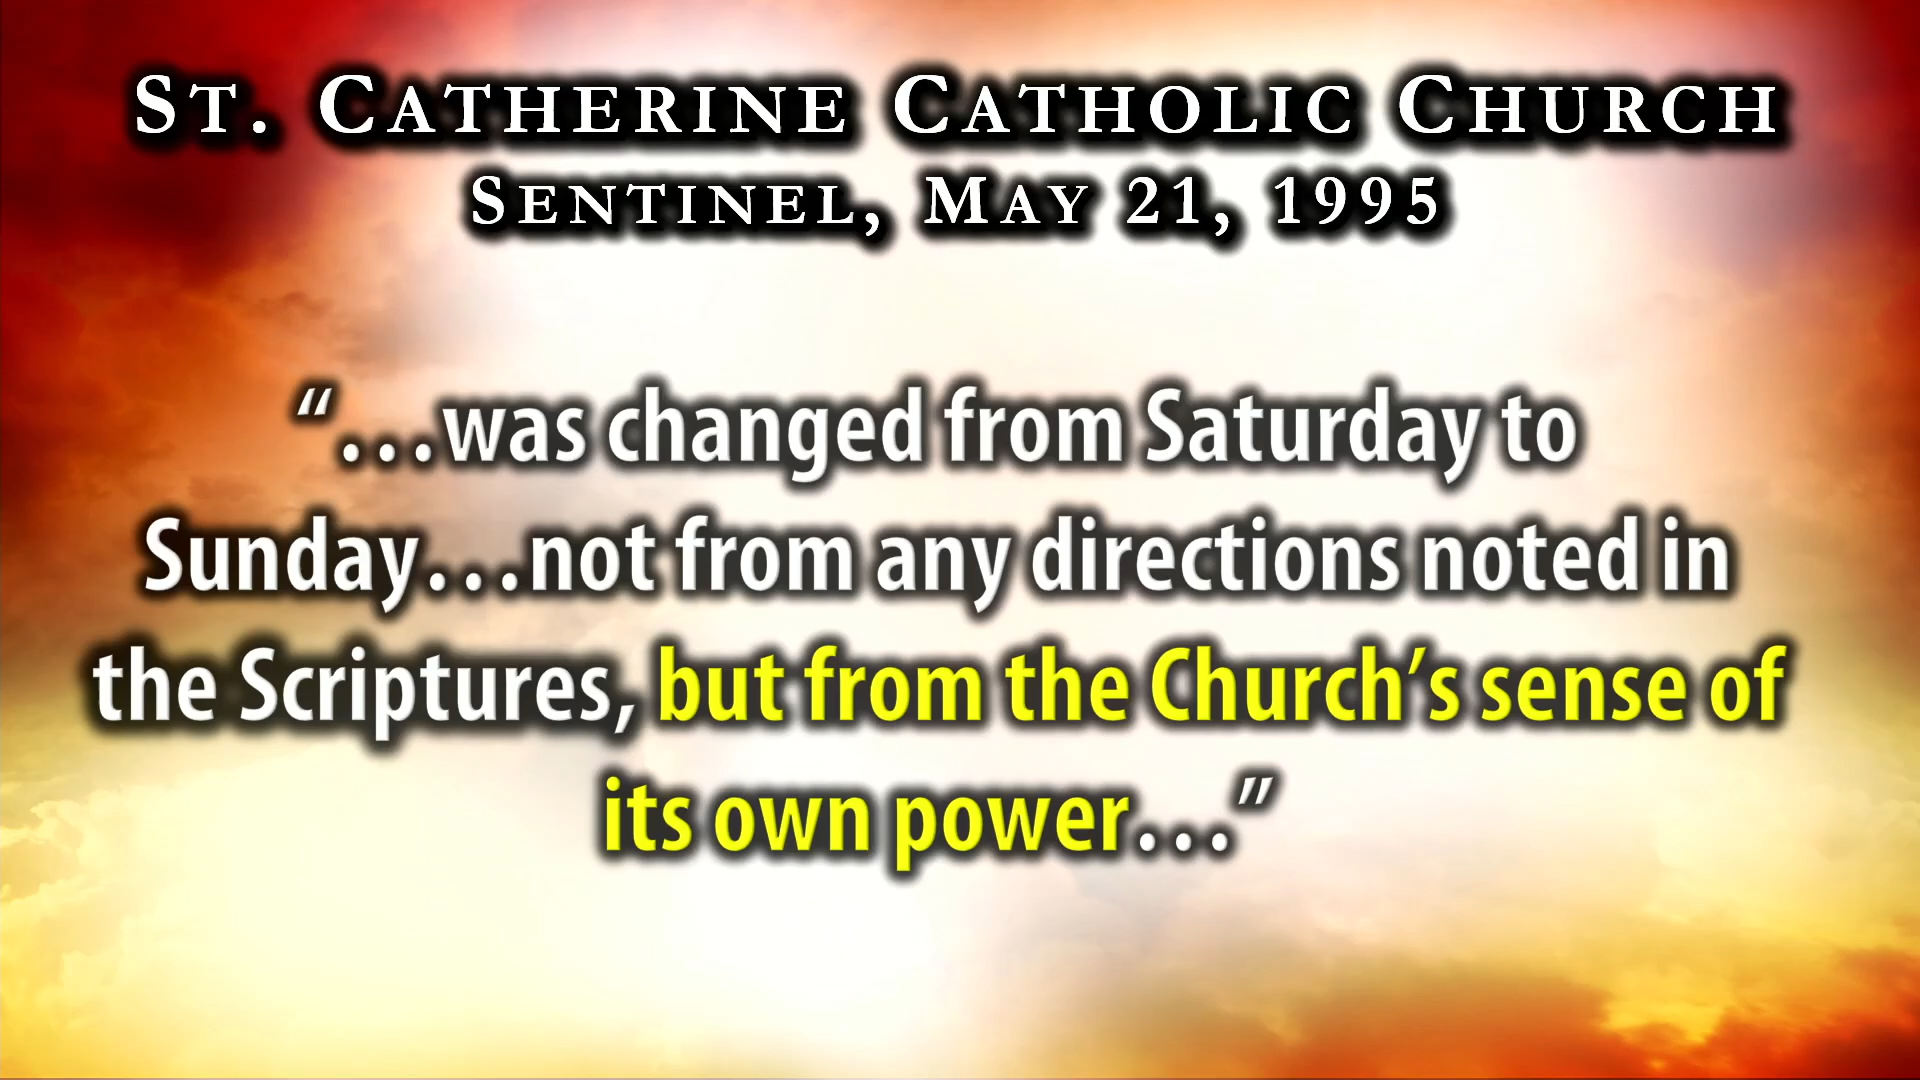 St. Catherine Catholic Church
Sentinel, May 21, 1995
“…was changed from Saturday to
Sunday…not from any directions noted in
the Scriptures, but from the Church’s sense of
its own power…”